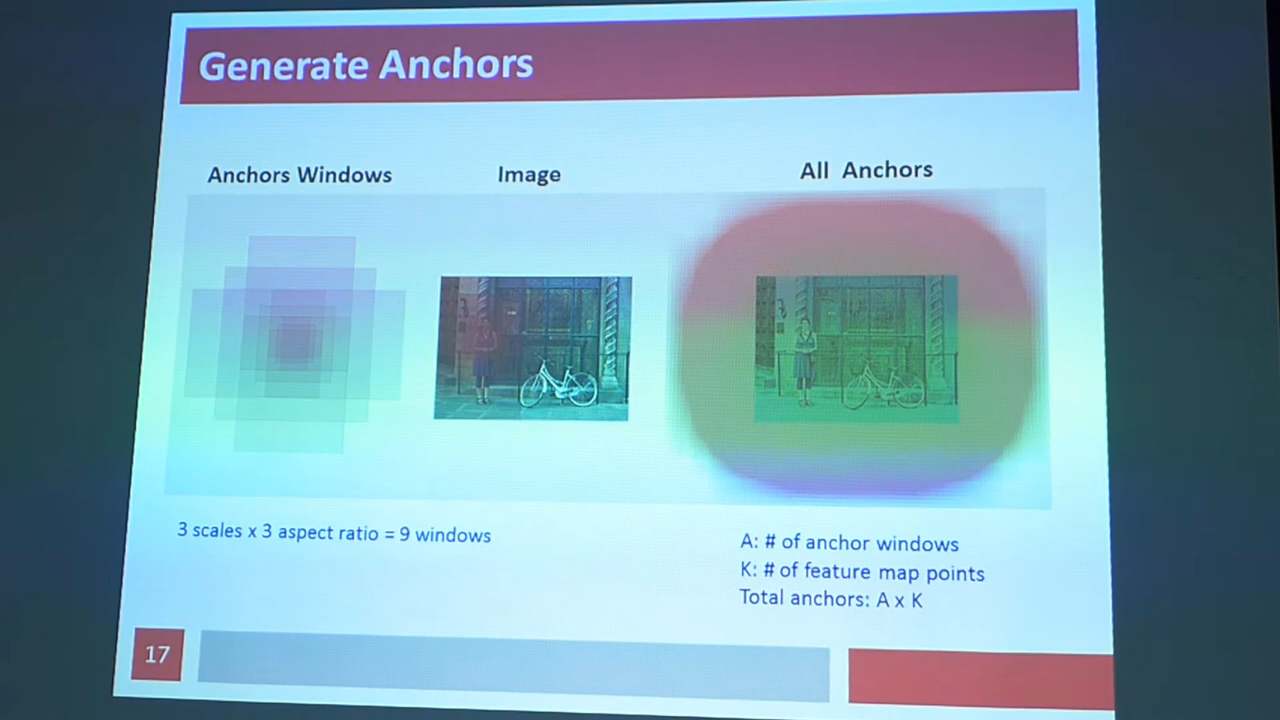 Generate Anchors
Anchors Windows
Image
All Anchors
3 scales x 3 aspect ratio = 9 windows
A: # of anchor windows
K: # of feature map points
Total anchors: A x K
17